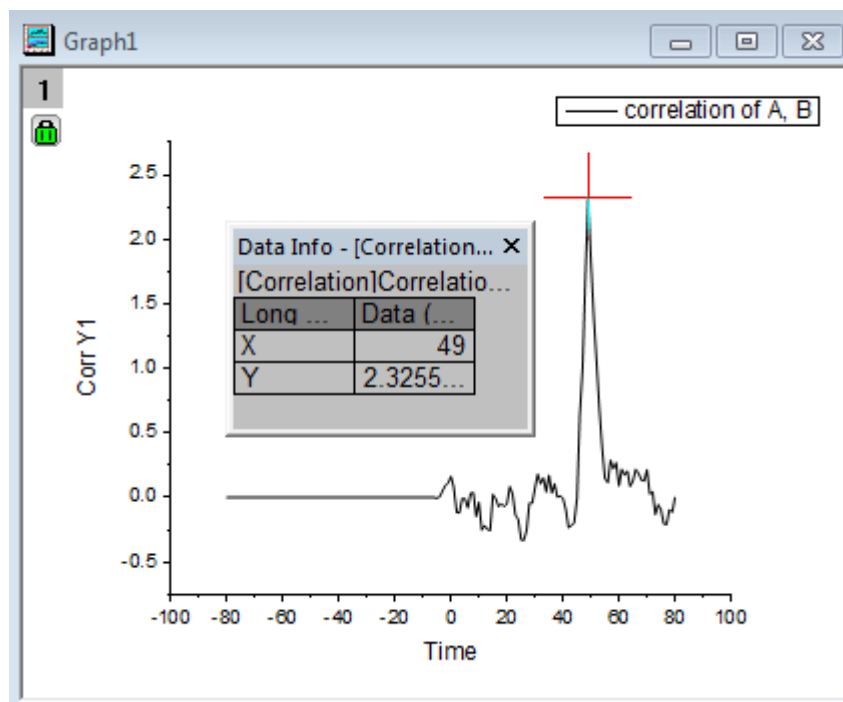 Graph1
1
correlation of A, B
2.5
2.0
1.5
1.0
0.5
0.0
-0.5
Corr Y1
Data Info - [Correlation... ×
[Correlation]Correlatio...
Long ... Data (...
X 49
Y 2.3255...
-100 -80 -60 -40 -20 0 20 40 60 80 100
Time